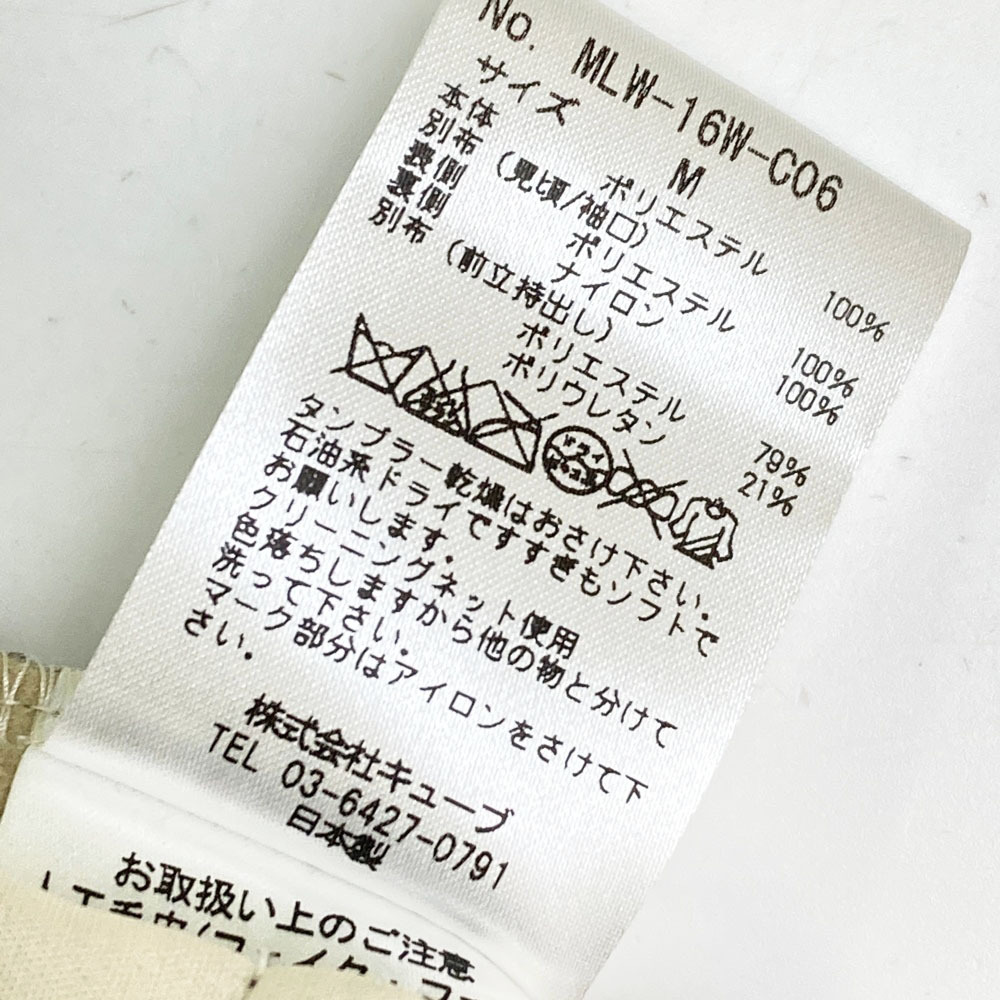 No. MLW-16W-C06
サイズ M
本体 ポリエステル 100%
別布 (見頃/袖口)
表側 ポリエステル 100%
裏側 ナイロン 100%
別布 (前立持出し)
ポリエステル 79%
ポリウレタン 21%
ドライ
タンブラー乾燥はおさけ下さい.
石油系ドライですすぎもソフトで
お願いします.
クリーニングネット使用
色落ちしますから他の物と分けて
洗って下さい.
マーク部分はアイロンをさけて下
さい.
株式会社キューブ
TEL 03-6427-0791
日本製
お取扱い上のご注意